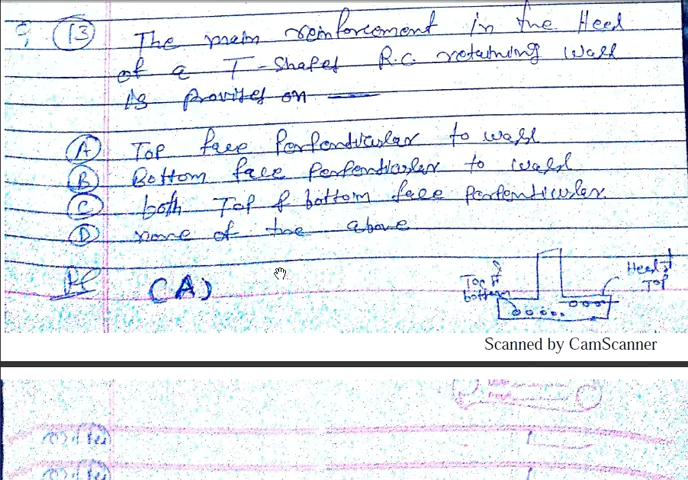 13 The main reinforcement in the Heel
of a T-Shaped R.C. retaining wall
is provided on ——
A Top face Perpendicular to wall
B Bottom face Perpendicular to wall
C both Top & bottom face perpendicular.
D none of the above
(A)
Toe
bottom
Heel
Top
Scanned by CamScanner